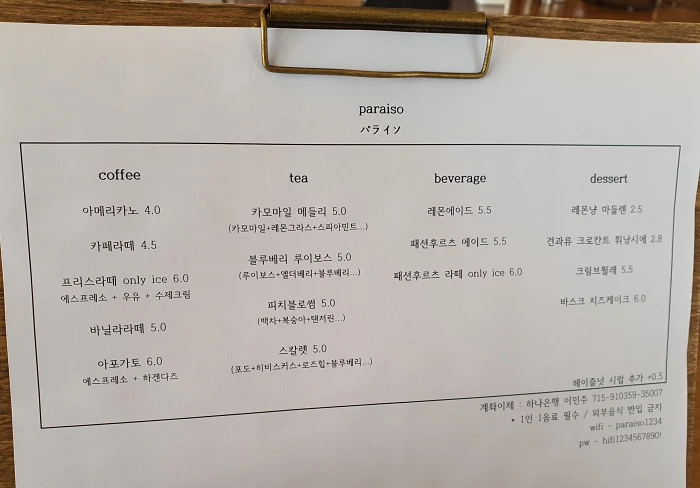 paraiso
パライソ
coffee
아메리카노 4.0
카페라떼 4.5
프리스라떼 only ice 6.0
에스프레소 + 우유 + 수제크림
바닐라라떼 5.0
아포가토 6.0
에스프레소 + 하겐다즈
tea
카모마일 메들리 5.0
(카모마일+레몬그라스+스피아민트...)
블루베리 루이보스 5.0
(루이보스+엘더베리+블루베리...)
피치블로썸 5.0
(백차+복숭아+탠저린...)
스칼렛 5.0
(포도+히비스커스+로즈힙+블루베리...)
beverage
레몬에이드 5.5
패션후르츠 에이드 5.5
패션후르츠 라떼 only ice 6.0
dessert
레몬냥 마들렌 2.5
견과류 크로칸트 휘낭시에 2.8
크림브륄레 5.5
바스크 치즈케이크 6.0
헤이즐넛 시럽 추가 +0.5
계좌이체 : 하나은행 이민주 715-910359-35007
* 1인 1음료 필수 / 외부음식 반입 금지
wifi - paraiso1234
pw - hifi1234567890!